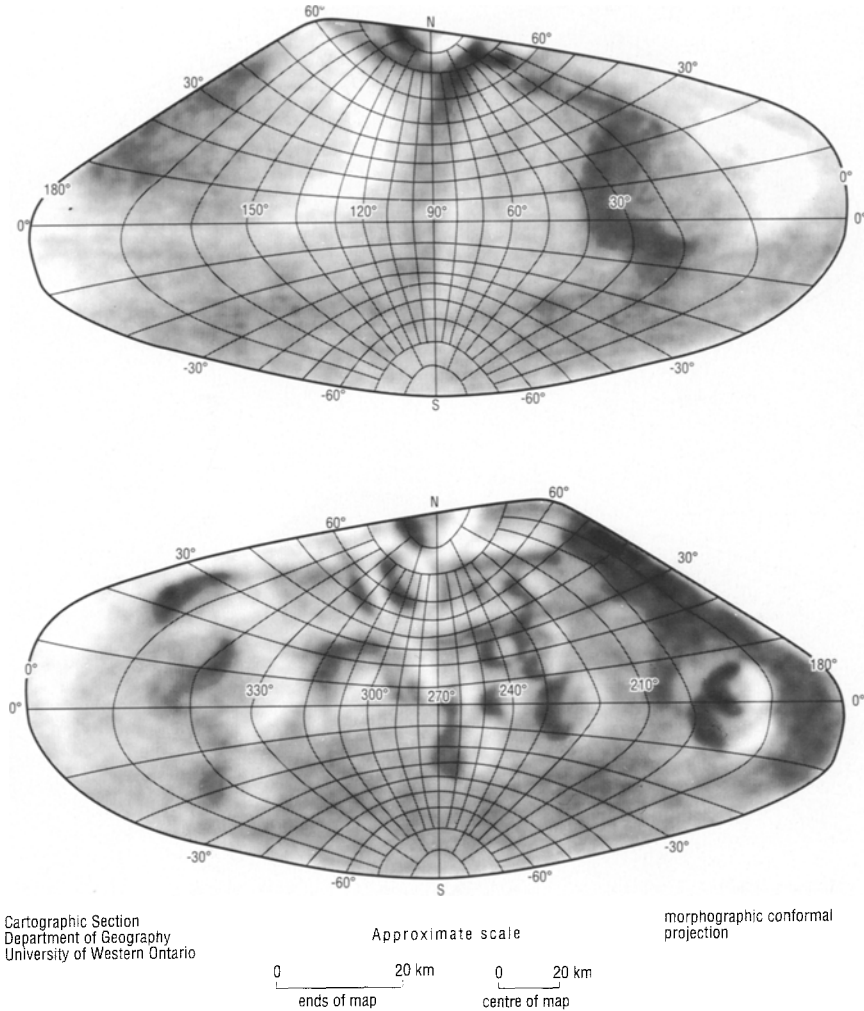 60° N 60°
30° 30°
180° 0°
0° 150° 120° 90° 60° 30° 0°
-30° -30°
-60° -60°
S
N 60°
60°
30° 30°
0° 180°
0° 330° 300° 270° 240° 210° 0°
-30° -30°
-60° -60°
S
Cartographic Section
Department of Geography
University of Western Ontario
Approximate scale
0 20 km
ends of map
0 20 km
centre of map
morphographic conformal
projection